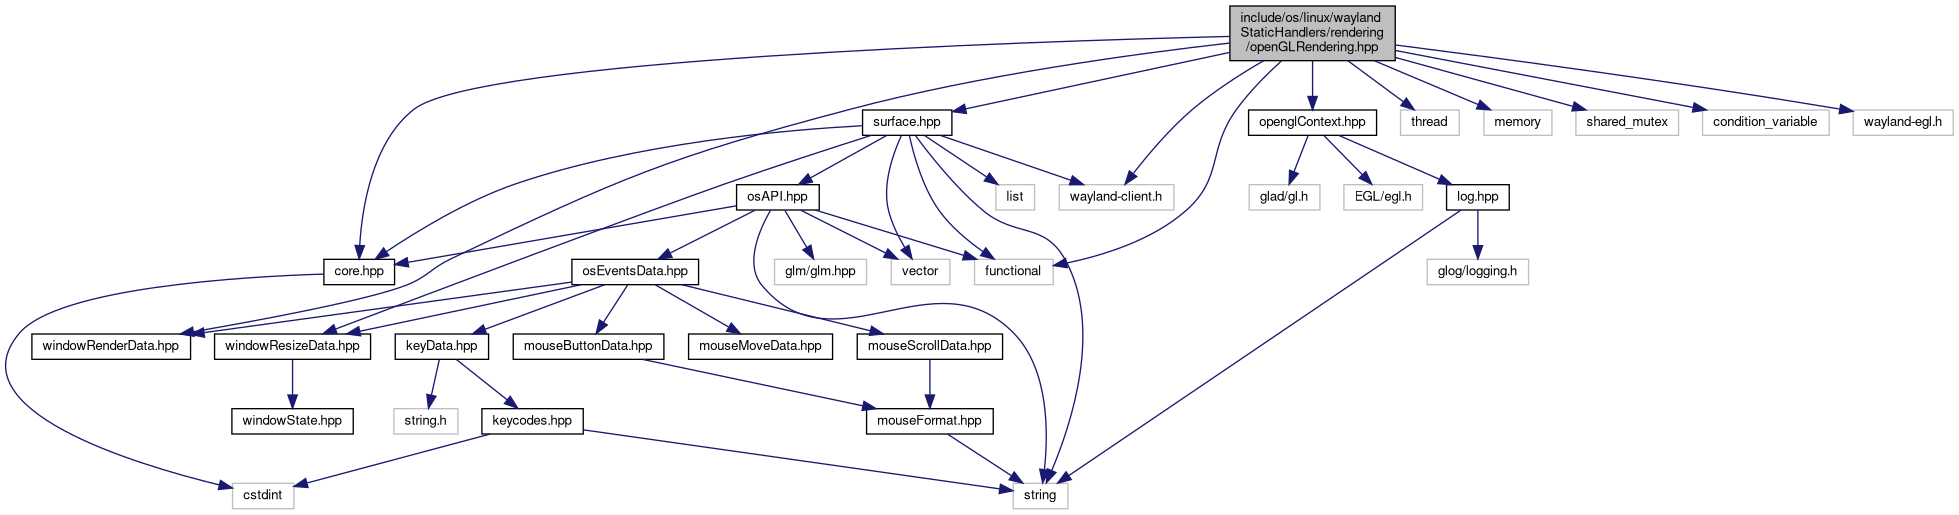 include/os/linux/wayland
StaticHandlers/rendering
/openGLRendering.hpp
surface.hpp
openglContext.hpp
thread
memory
shared_mutex
condition_variable
wayland-egl.h
osAPI.hpp
list
wayland-client.h
glad/gl.h
EGL/egl.h
log.hpp
core.hpp
osEventsData.hpp
glm/glm.hpp
vector
functional
glog/logging.h
windowRenderData.hpp
windowResizeData.hpp
keyData.hpp
mouseButtonData.hpp
mouseMoveData.hpp
mouseScrollData.hpp
windowState.hpp
string.h
keycodes.hpp
mouseFormat.hpp
cstdint
string